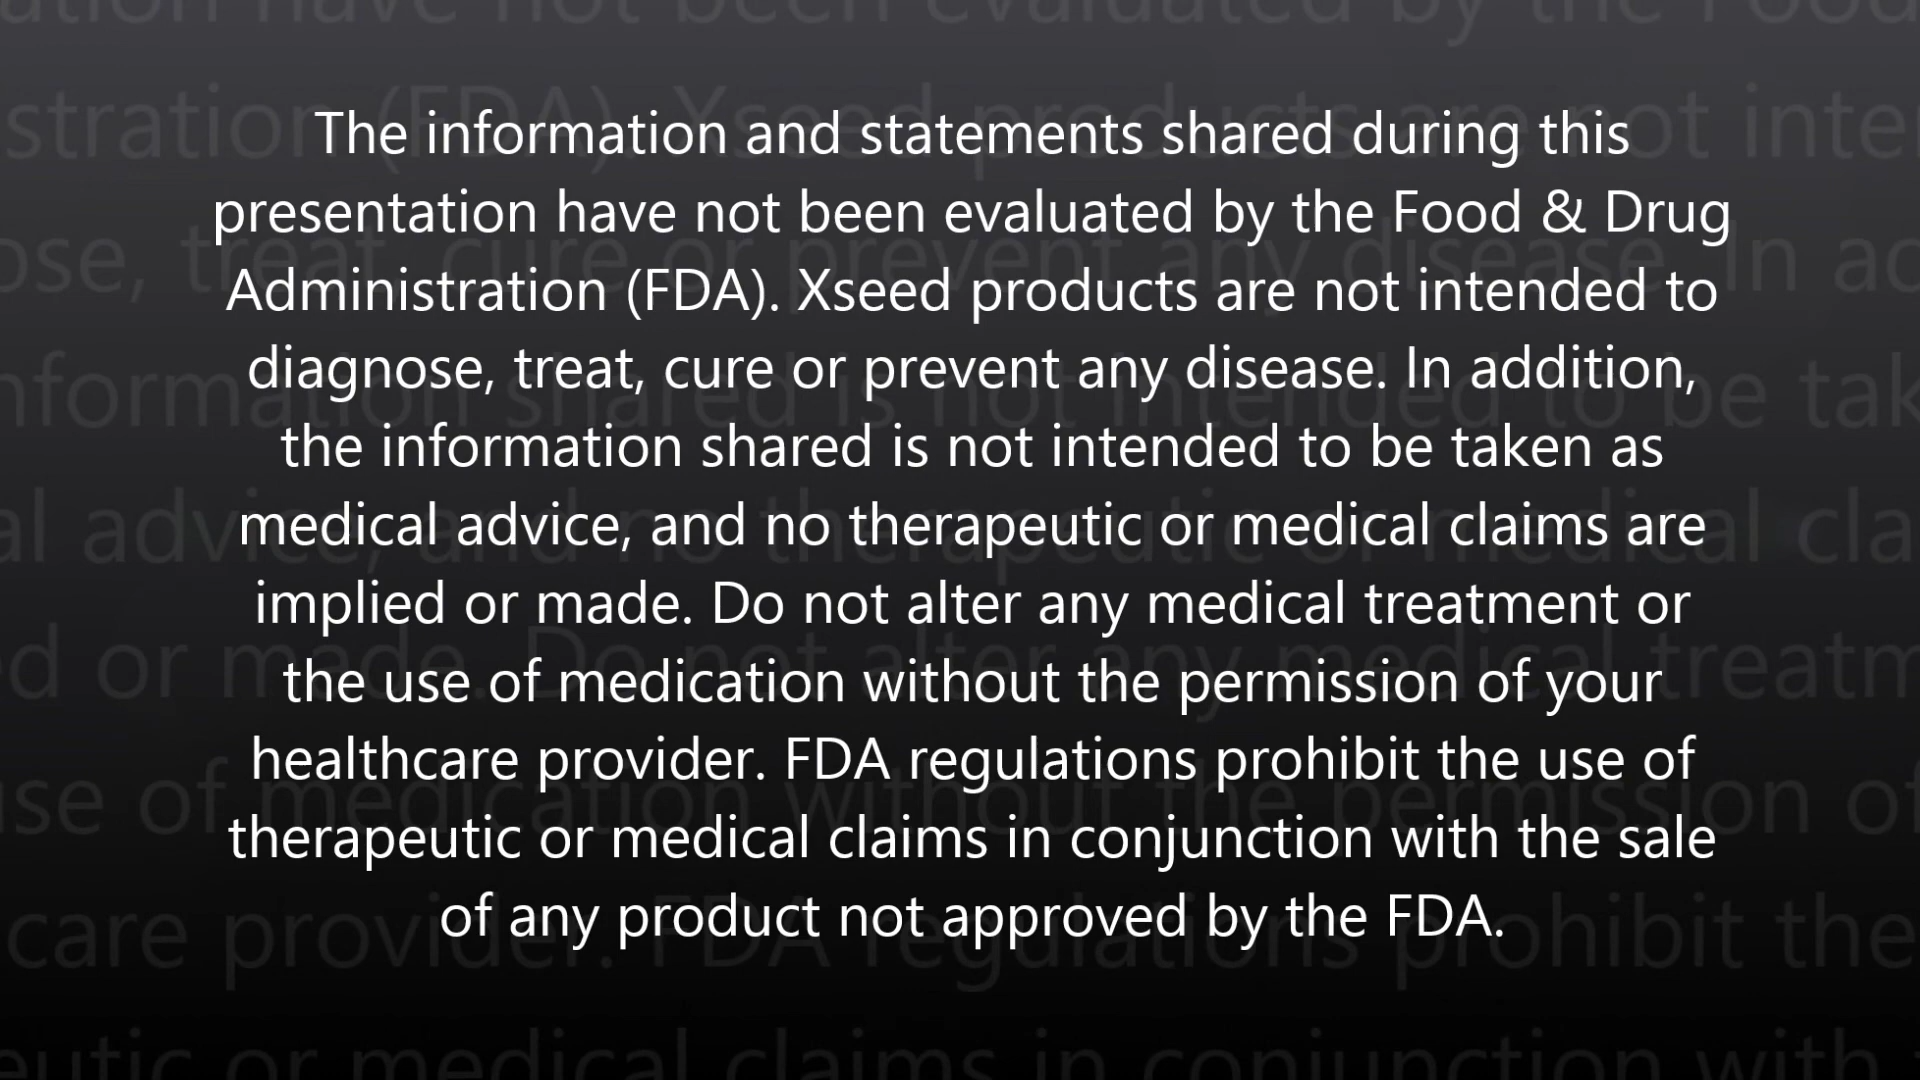 The information and statements shared during this
presentation have not been evaluated by the Food & Drug
Administration (FDA). Xseed products are not intended to
diagnose, treat, cure or prevent any disease. In addition,
the information shared is not intended to be taken as
medical advice, and no therapeutic or medical claims are
implied or made. Do not alter any medical treatment or
the use of medication without the permission of your
healthcare provider. FDA regulations prohibit the use of
therapeutic or medical claims in conjunction with the sale
of any product not approved by the FDA.